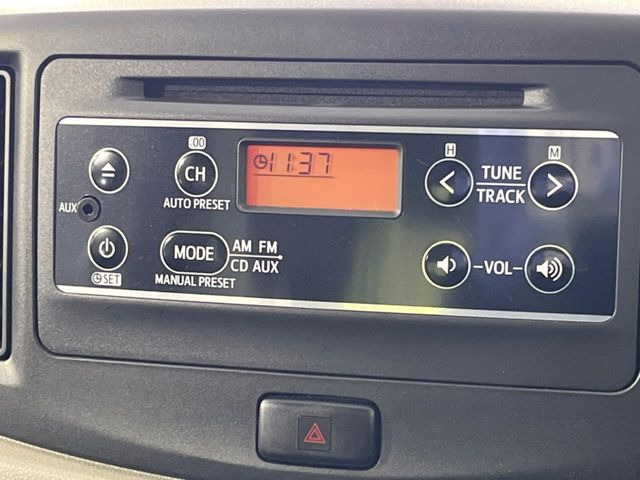 :00
CH
AUTO PRESET
11:37
H
M
TUNE
TRACK
AUX
SET
MODE
AM FM
CD AUX
MANUAL PRESET
VOL